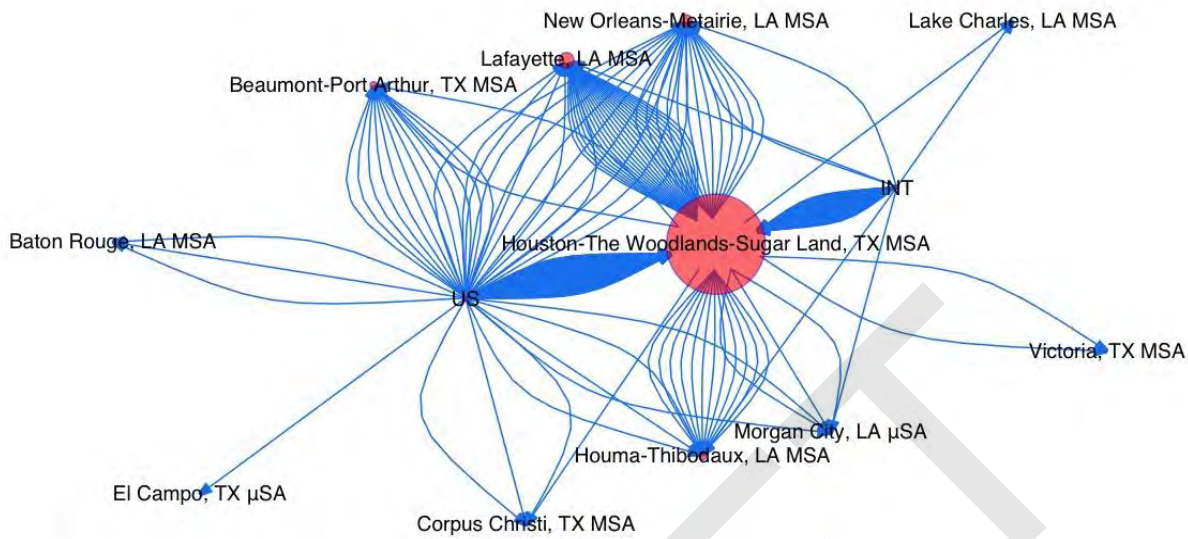 New Orleans-Metairie, LA MSA
Lake Charles, LA MSA
Lafayette, LA MSA
Beaumont-Port Arthur, TX MSA
INT
Baton Rouge, LA MSA
Houston-The Woodlands-Sugar Land, TX MSA
US
Victoria, TX MSA
Morgan City, LA μSA
Houma-Thibodaux, LA MSA
El Campo, TX μSA
Corpus Christi, TX MSA